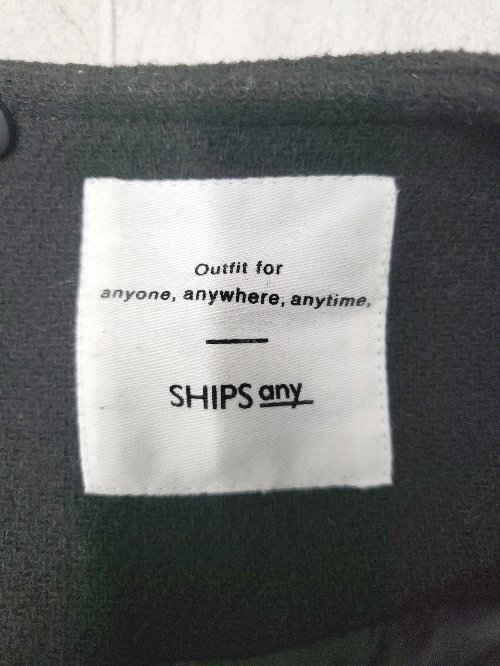 Outfit for
anyone, anywhere, anytime,
SHIPS any